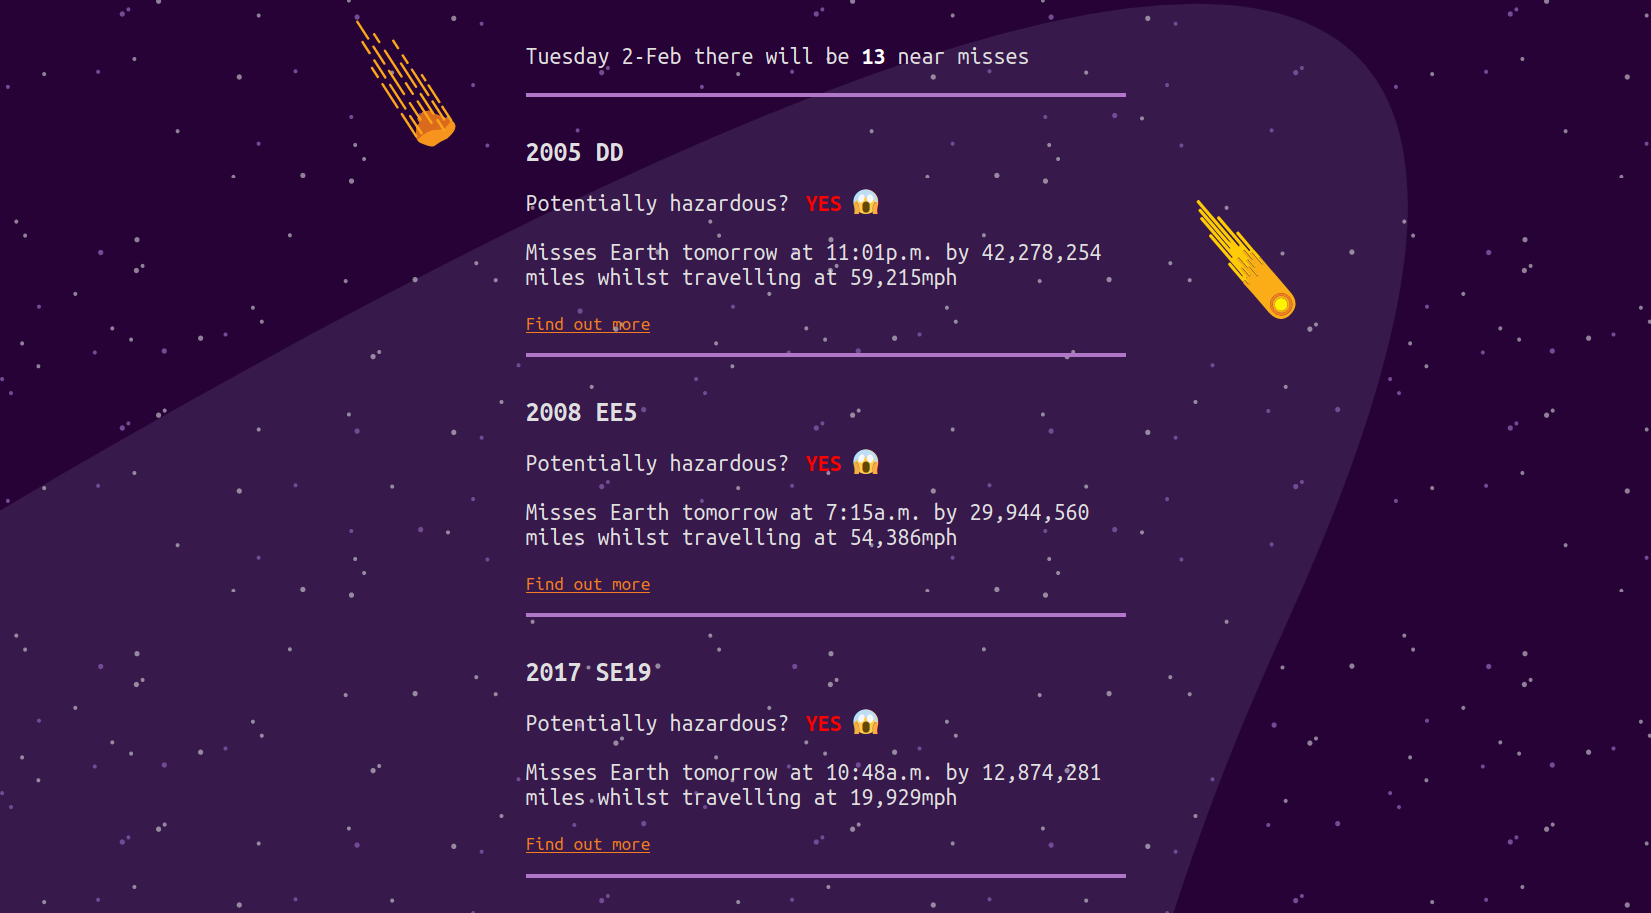 Tuesday 2-Feb there will be 13 near misses
2005 DD
Potentially hazardous? YES 😱
Misses Earth tomorrow at 11:01p.m. by 42,278,254
miles whilst travelling at 59,215mph
Find out more
2008 EE5
Potentially hazardous? YES 😱
Misses Earth tomorrow at 7:15a.m. by 29,944,560
miles whilst travelling at 54,386mph
Find out more
2017 SE19
Potentially hazardous? YES 😱
Misses Earth tomorrow at 10:48a.m. by 12,874,281
miles whilst travelling at 19,929mph
Find out more